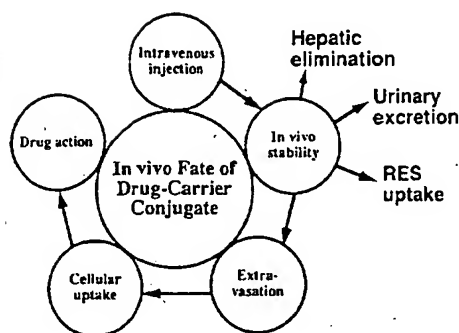 Intravenous
injection
Hepatic
elimination
Urinary
excretion
RES
uptake
In vivo
stability
Drug action
In vivo Fate of
Drug-Carrier
Conjugate
Extra-
vasation
Cellular
uptake